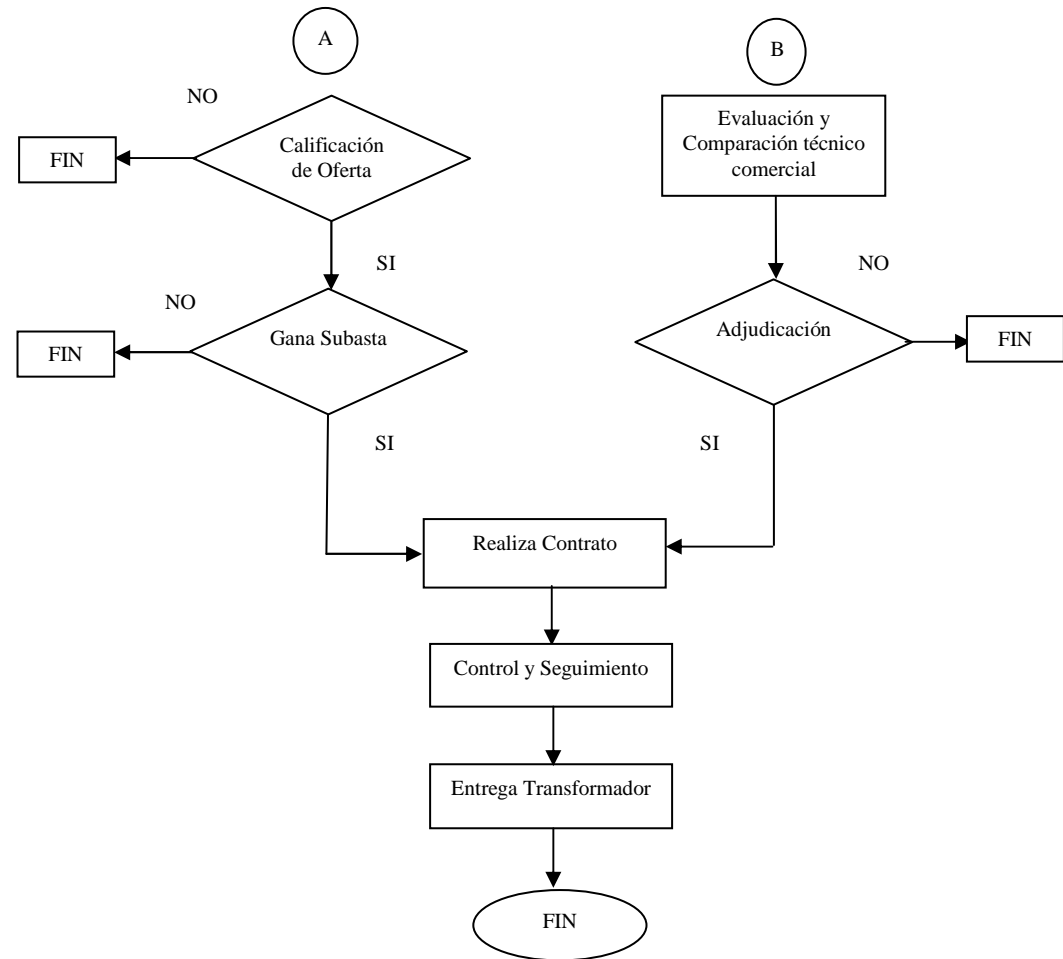 A
B
NO
Evaluación y
Comparación técnico
comercial
FIN
Calificación
de Oferta
SI
NO
NO
FIN
Gana Subasta
Adjudicación
FIN
SI
SI
Realiza Contrato
Control y Seguimiento
Entrega Transformador
FIN